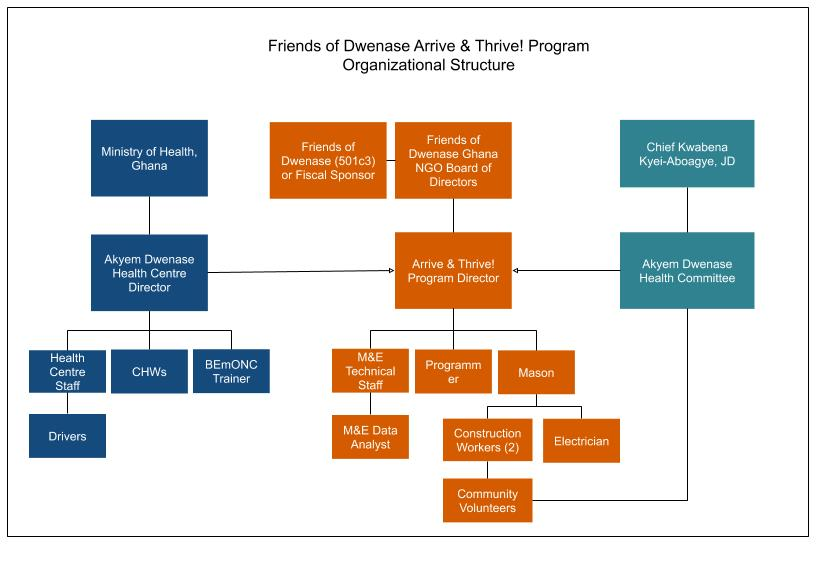 Friends of Dwenase Arrive & Thrive! Program
Organizational Structure
Ministry of Health,
Ghana
Friends of
Dwenase (501c3)
or Fiscal Sponsor
Friends of
Dwenase Ghana
NGO Board of
Directors
Chief Kwabena
Kyei-Aboagye, JD
Akyem Dwenase
Health Centre
Director
Arrive & Thrive!
Program Director
Akyem Dwenase
Health Committee
Health
Centre
Staff
CHWs
BEmONC
Trainer
M&E
Technical
Staff
Programm
er
Mason
Drivers
M&E Data
Analyst
Construction
Workers (2)
Electrician
Community
Volunteers